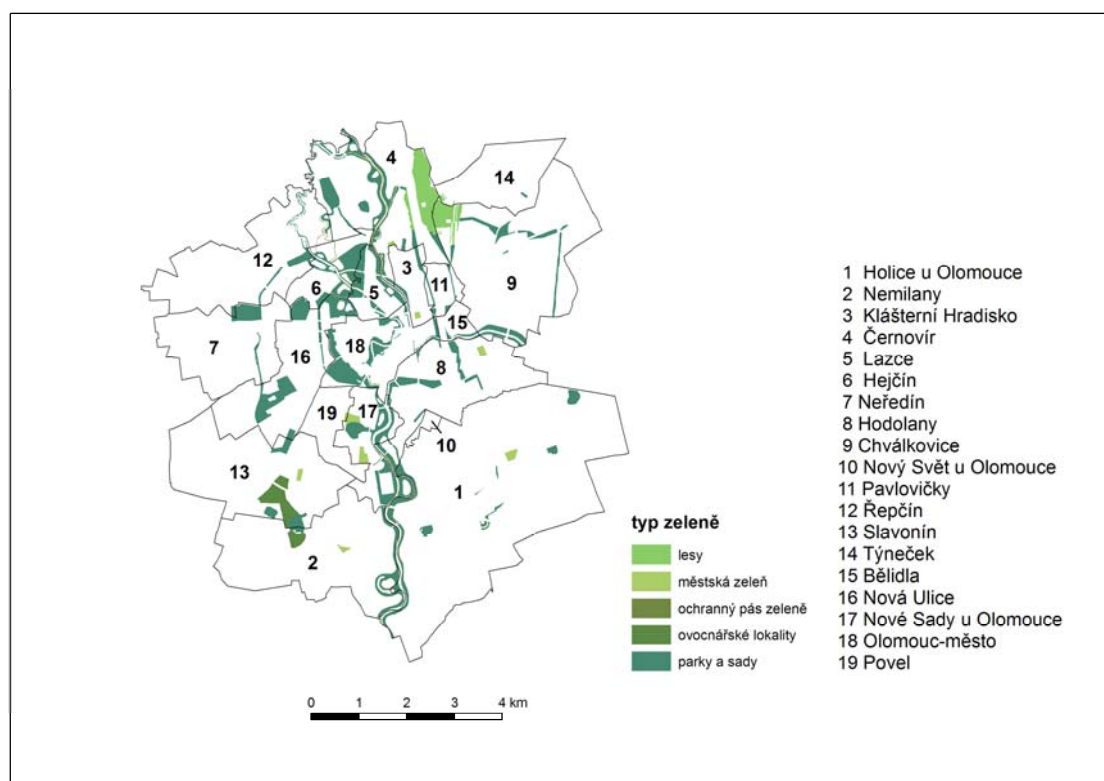 4
14
12
3
11
9
6
5
15
7
16
18
8
19
17
10
13
1
2
typ zeleně
lesy
městská zeleň
ochranný pás zeleně
ovocnářské lokality
parky a sady
0 1 2 3 4 km
1 Holice u Olomouce
2 Nemilany
3 Klášterní Hradisko
4 Černovír
5 Lazce
6 Hejčín
7 Neředín
8 Hodolany
9 Chválkovice
10 Nový Svět u Olomouce
11 Pavlovičky
12 Řepčín
13 Slavonín
14 Týneček
15 Bělidla
16 Nová Ulice
17 Nové Sady u Olomouce
18 Olomouc-město
19 Povel